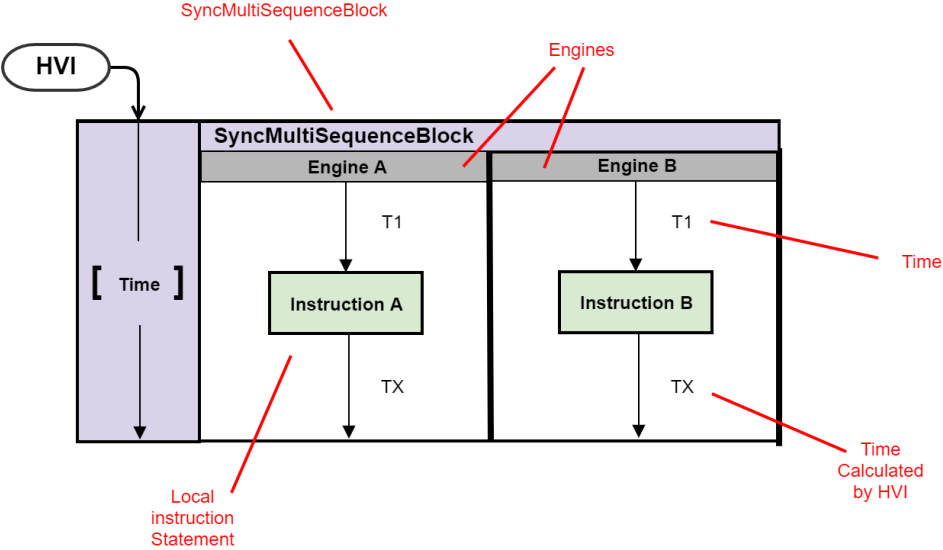 SyncMultiSequenceBlock
Engines
HVI
SyncMultiSequenceBlock
Engine A
Engine B
T1
T1
Time
[ Time ]
Instruction A
Instruction B
TX
TX
Time
Calculated
by HVI
Local
instruction
Statement